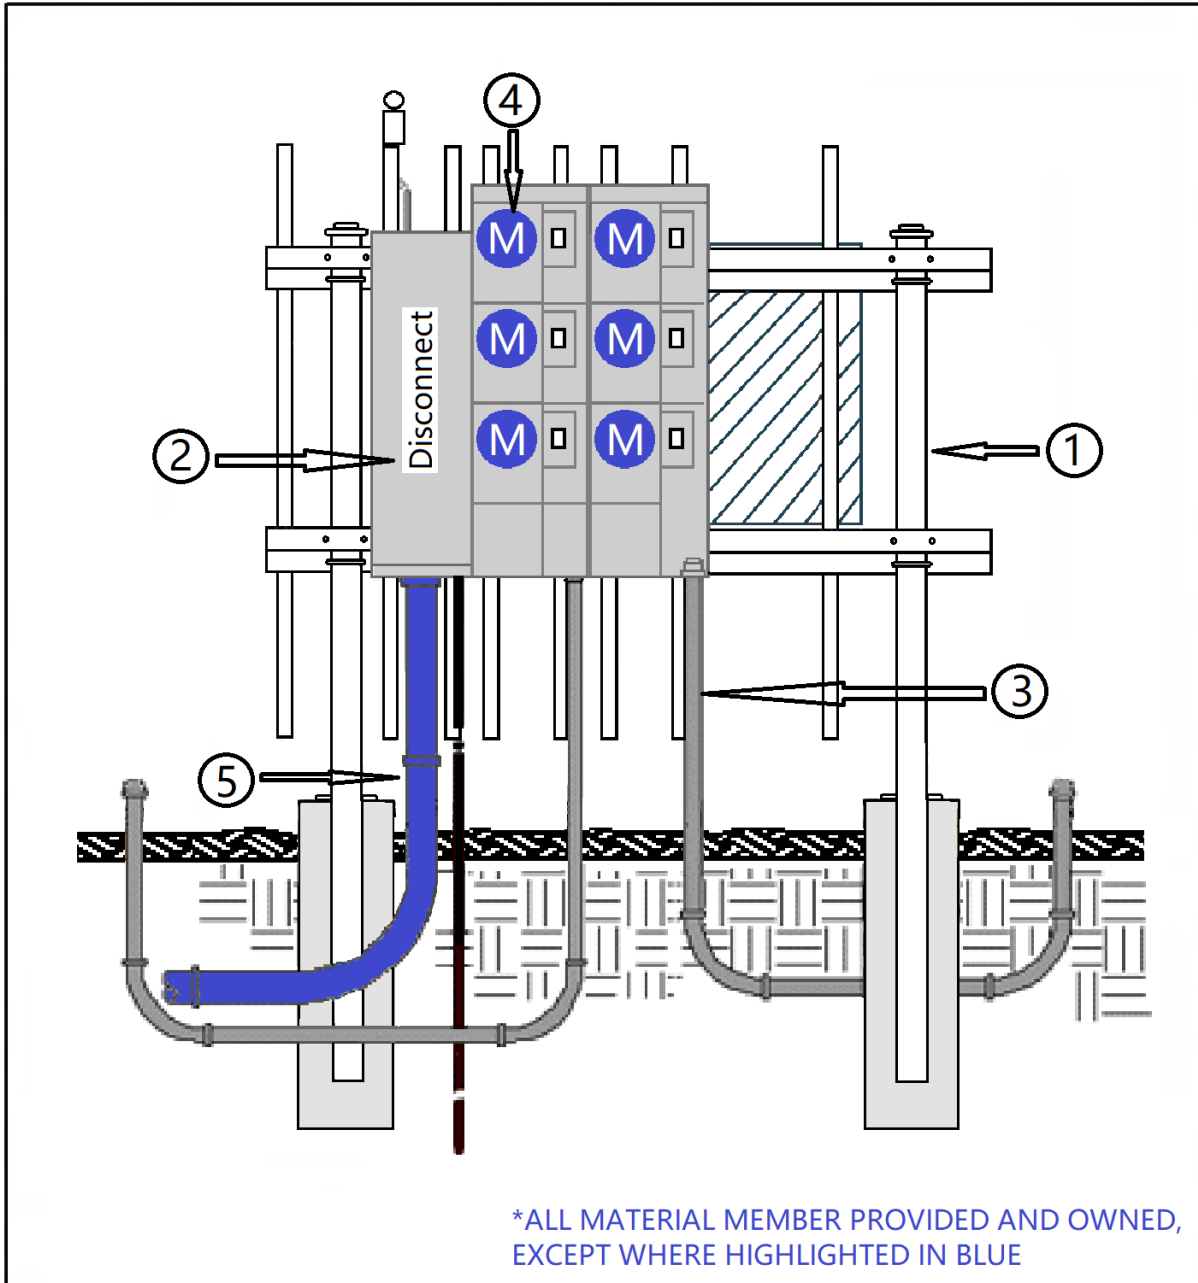 4
M M
Disconnect
M M
2
1
M M
3
5
*ALL MATERIAL MEMBER PROVIDED AND OWNED,
EXCEPT WHERE HIGHLIGHTED IN BLUE